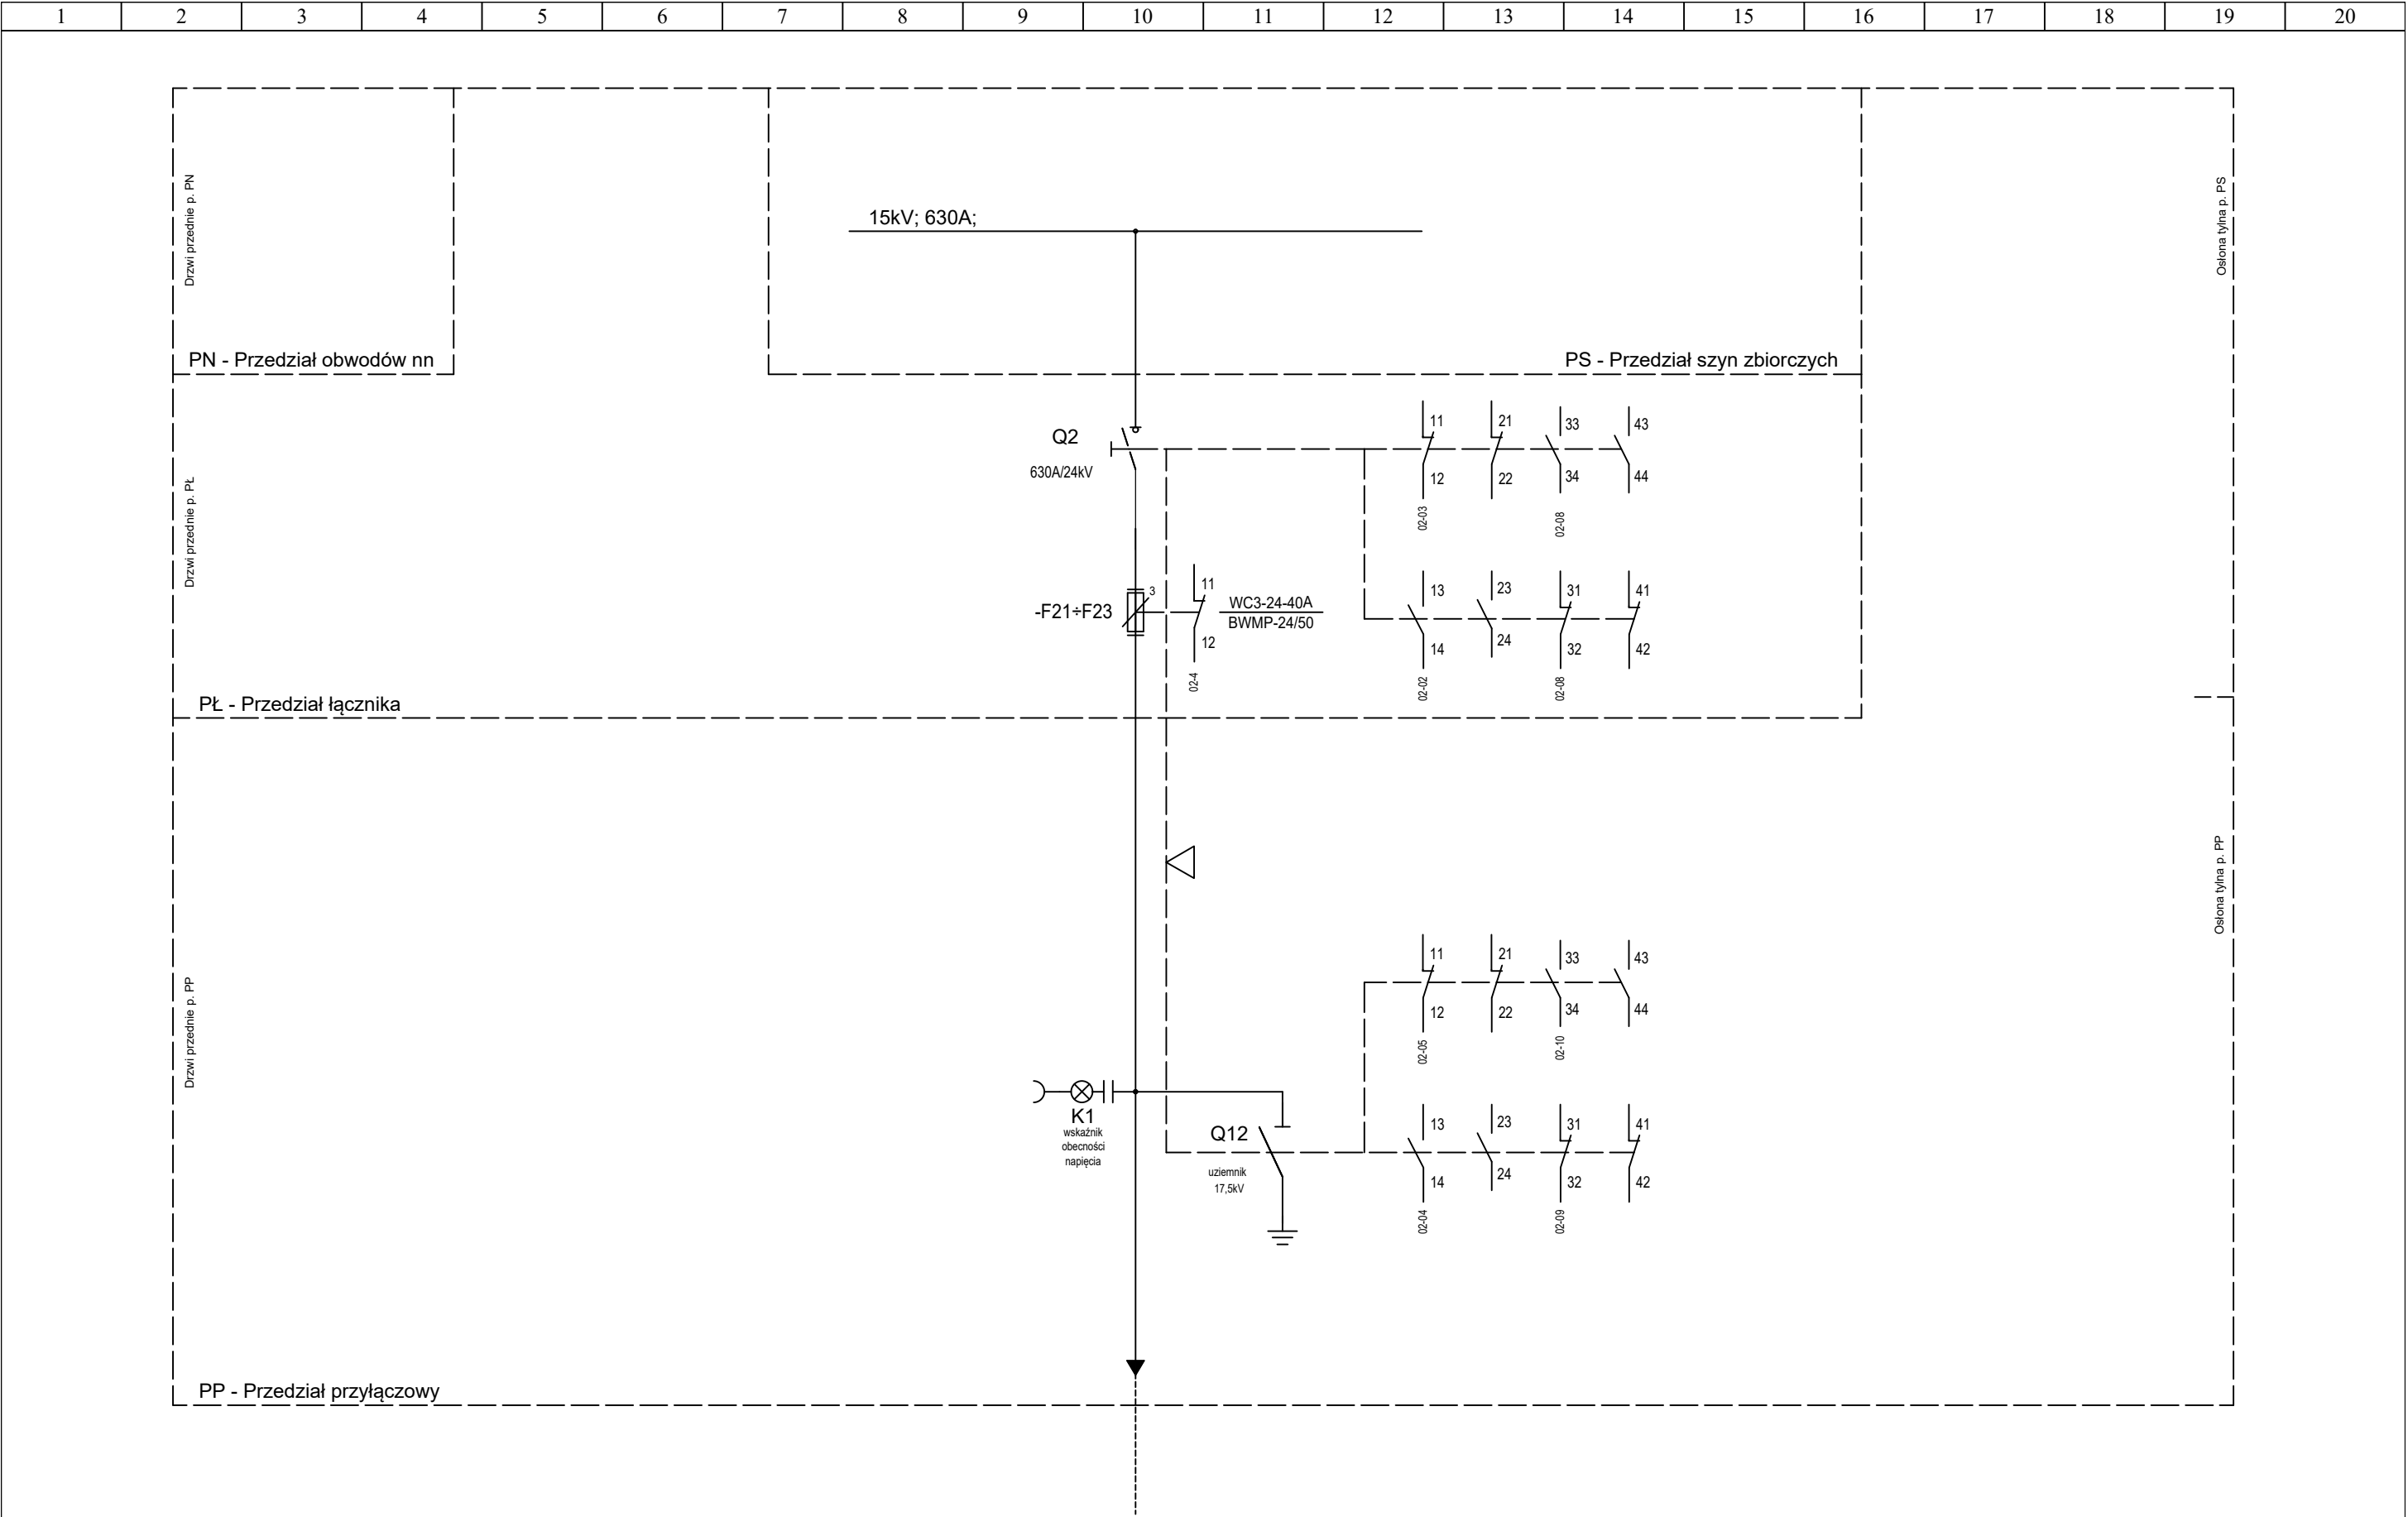 1 2 3 4 5 6 7 8 9 10 11 12 13 14 15 16 17 18 19 20
Drzwi przednie p. PN
Osłona tylna p. PS
15kV; 630A;
PN - Przedział obwodów nn
PS - Przedział szyn zbiorczych
Q2
630A/24kV
11 21 33 43
12 22 34 44
02-03 02-08
Drzwi przednie p. PŁ
-F21÷F23
3
11
12
02-4
WC3-24-40A
BWMP-24/50
13 23 31 41
14 24 32 42
02-02 02-08
PŁ - Przedział łącznika
Osłona tylna p. PP
Drzwi przednie p. PP
11 21 33 43
12 22 34 44
02-05 02-10
K1
wskaźnik
obecności
napięcia
Q12
uziemnik
17,5kV
13 23 31 41
14 24 32 42
02-04 02-09
PP - Przedział przyłączowy